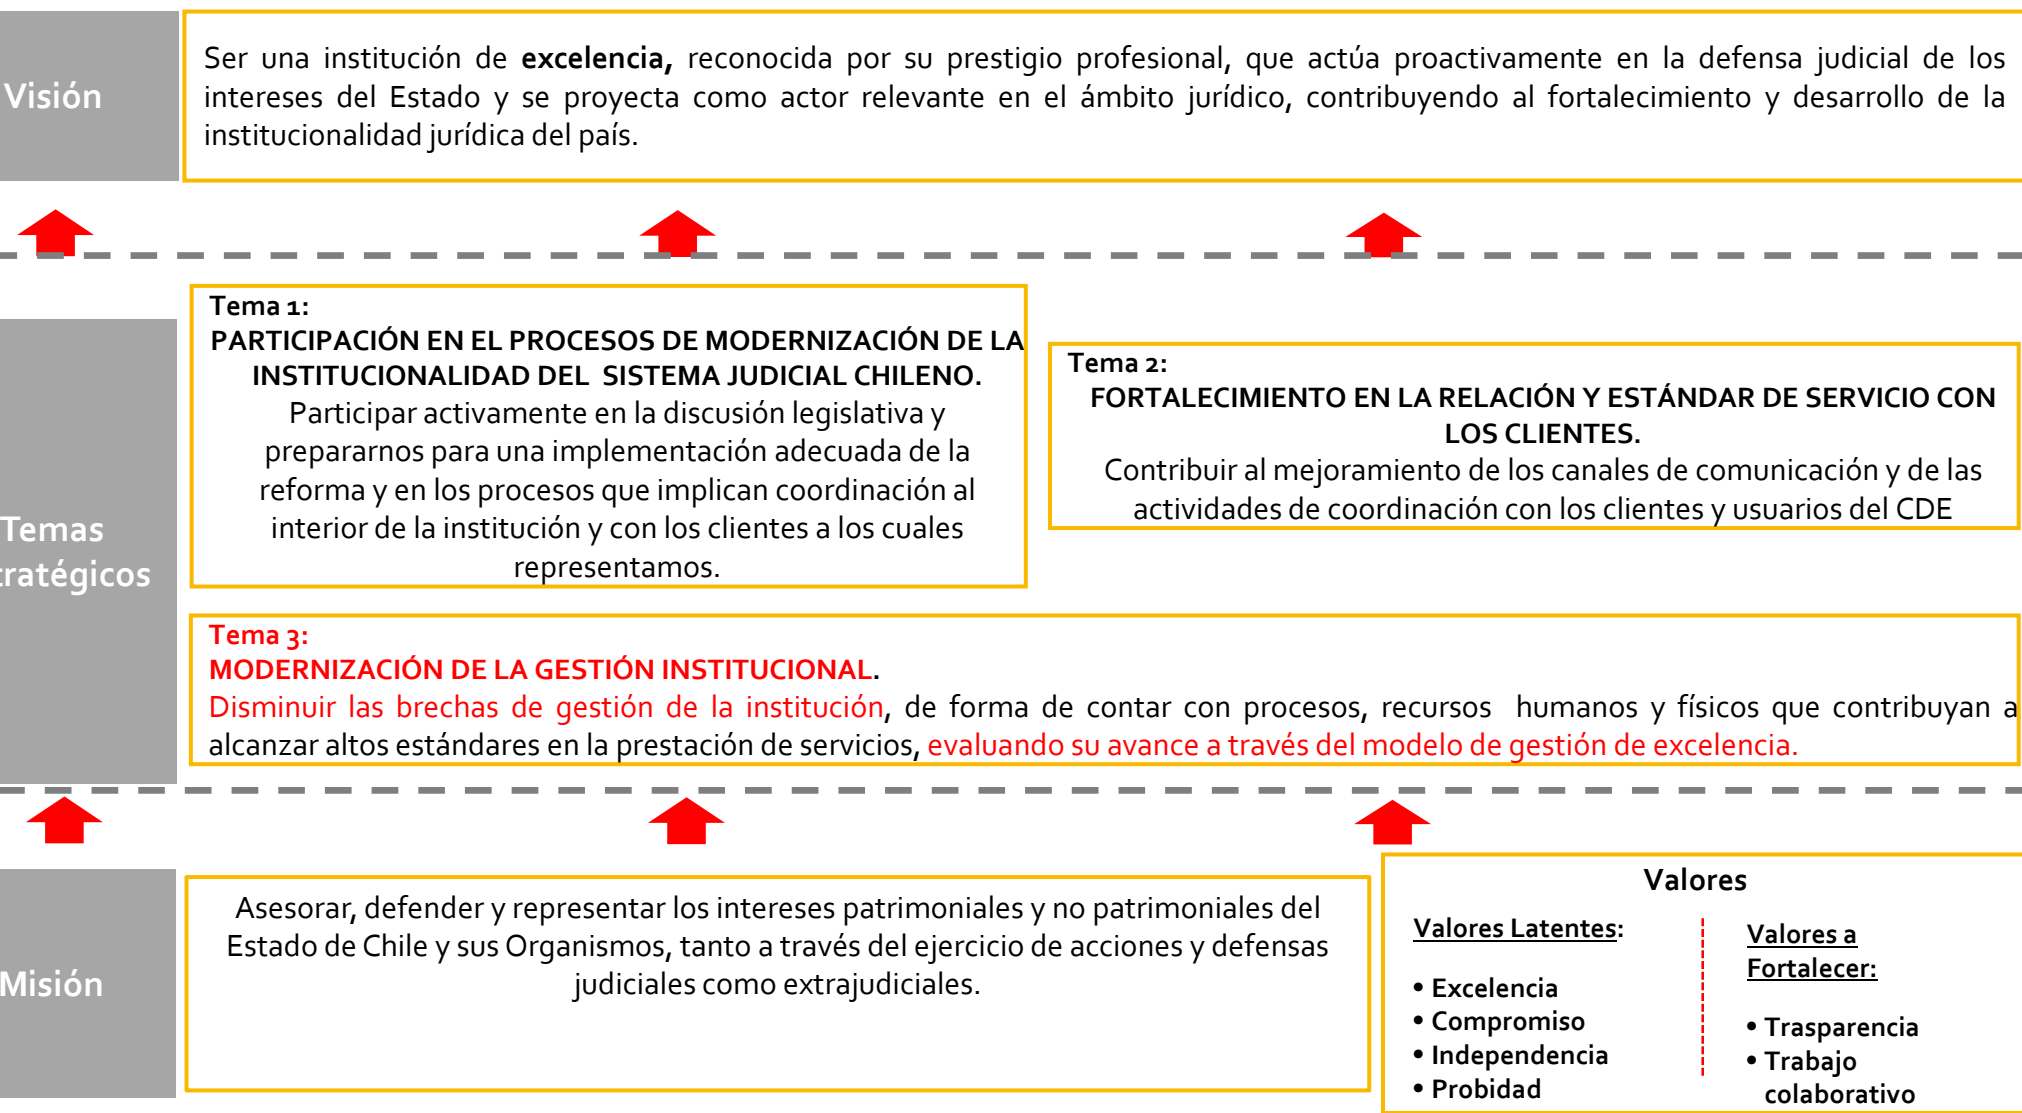 Visión
Ser una institución de excelencia, reconocida por su prestigio profesional, que actúa proactivamente en la defensa judicial de los
intereses del Estado y se proyecta como actor relevante en el ámbito jurídico, contribuyendo al fortalecimiento y desarrollo de la
institucionalidad jurídica del país.
Temas
tratégicos
Tema 1:
PARTICIPACIÓN EN EL PROCESOS DE MODERNIZACIÓN DE LA
INSTITUCIONALIDAD DEL SISTEMA JUDICIAL CHILENO.
Participar activamente en la discusión legislativa y
prepararnos para una implementación adecuada de la
reforma y en los procesos que implican coordinación al
interior de la institución y con los clientes a los cuales
representamos.
Tema 2:
FORTALECIMIENTO EN LA RELACIÓN Y ESTÁNDAR DE SERVICIO CON
LOS CLIENTES.
Contribuir al mejoramiento de los canales de comunicación y de las
actividades de coordinación con los clientes y usuarios del CDE
Tema 3:
MODERNIZACIÓN DE LA GESTIÓN INSTITUCIONAL.
Disminuir las brechas de gestión de la institución, de forma de contar con procesos, recursos humanos y físicos que contribuyan a
alcanzar altos estándares en la prestación de servicios, evaluando su avance a través del modelo de gestión de excelencia.
Misión
Asesorar, defender y representar los intereses patrimoniales y no patrimoniales del
Estado de Chile y sus Organismos, tanto a través del ejercicio de acciones y defensas
judiciales como extrajudiciales.
Valores
Valores Latentes:
• Excelencia
• Compromiso
• Independencia
• Probidad
Valores a
Fortalecer:
• Trasparencia
• Trabajo
colaborativo